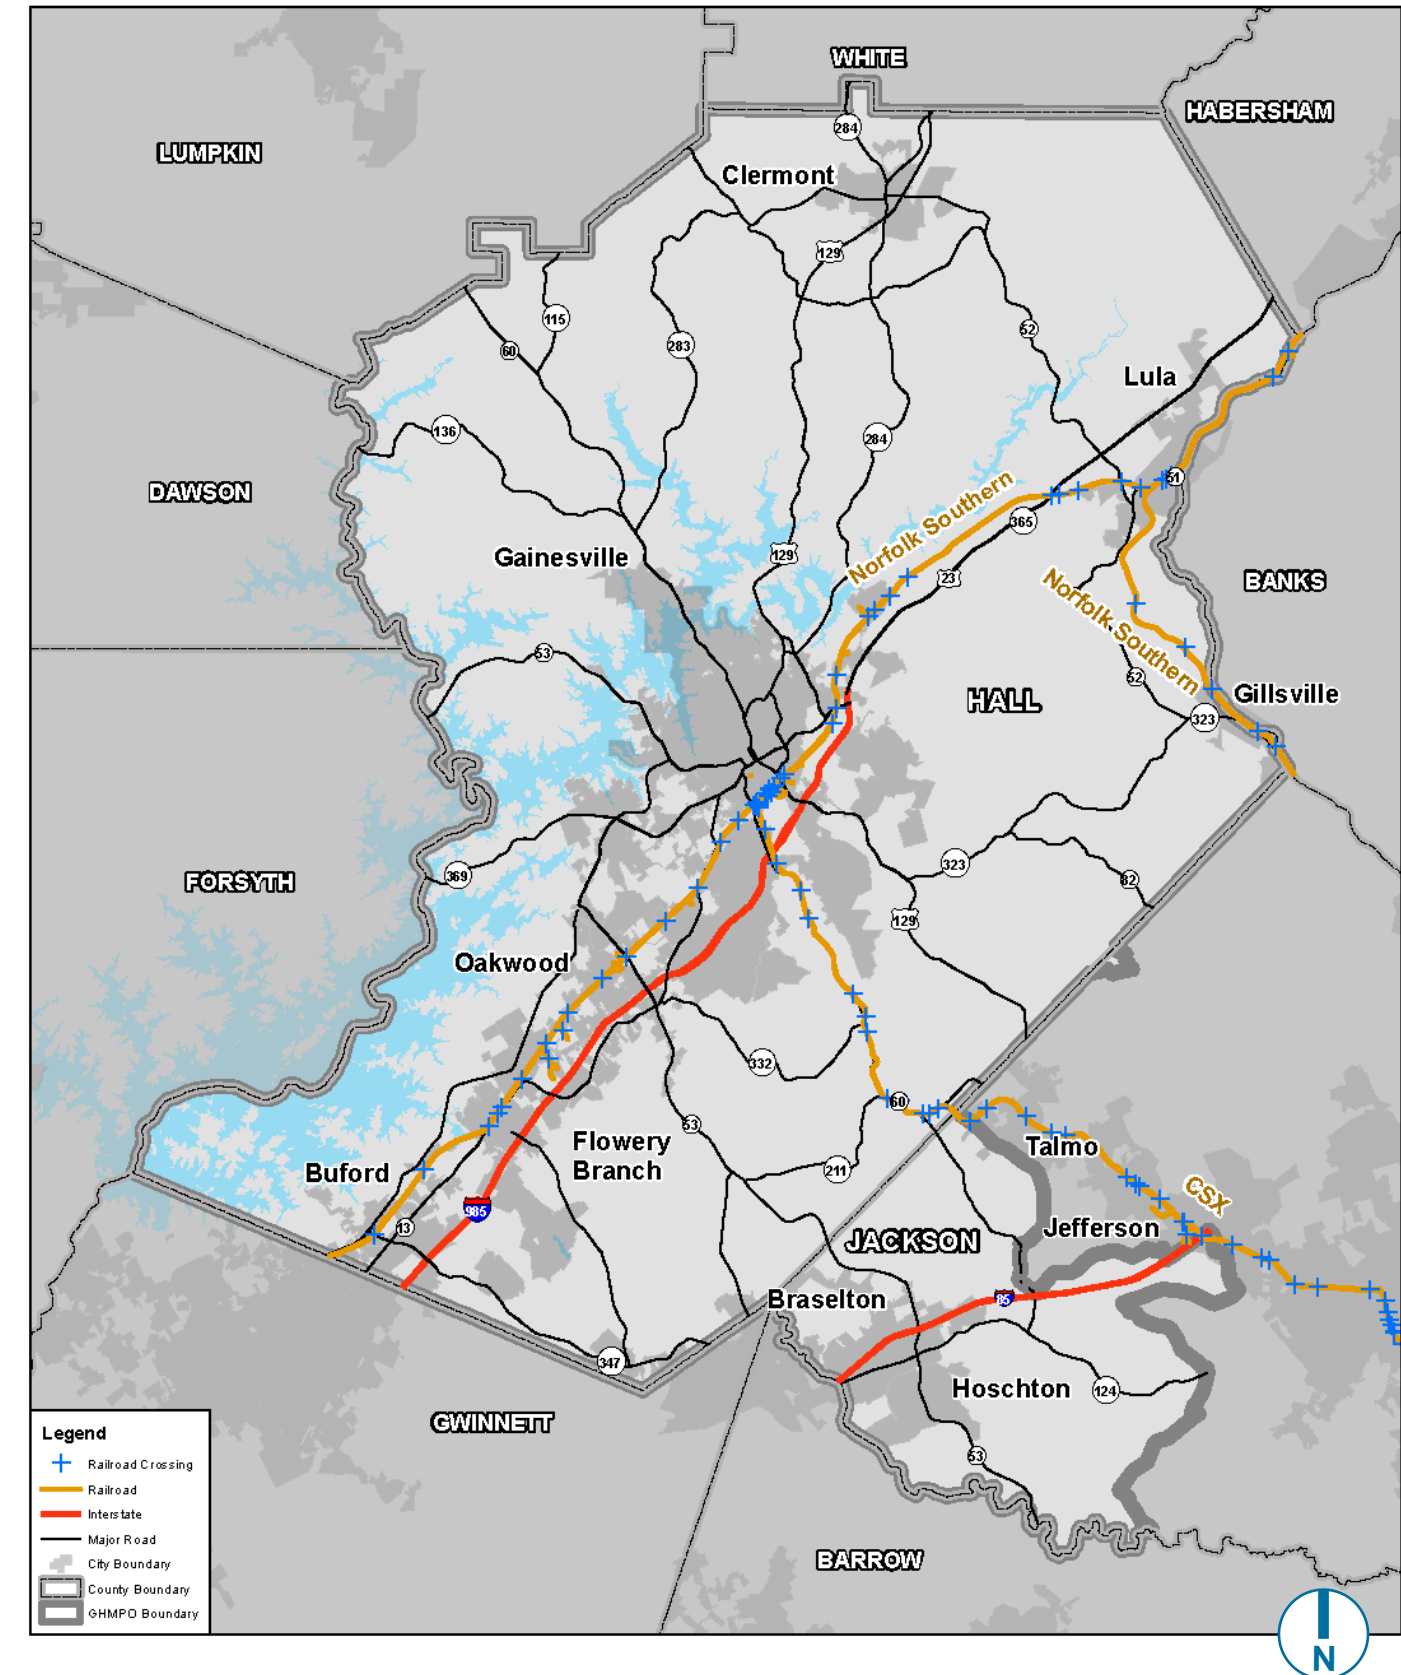 WHITE
HABERSHAM
284
LUMPKIN
Clermont
129
115
283
52
60
Lula
136
284
51
DAWSON
Norfolk Southern
365
Gainesville
129
23
BANKS
Norfolk Southern
53
52
Gillsville
HALL
323
323
369
82
FORSYTH
129
Oakwood
332
60
53
Flowery
Branch
Talmo
211
Buford
CSX
985
13
Jefferson
JACKSON
85
Braselton
347
Hoschton
124
GWINNETT
53
Legend
Railroad Crossing
Railroad
Interstate
Major Road
City Boundary
County Boundary
GHMPO Boundary
BARROW
N